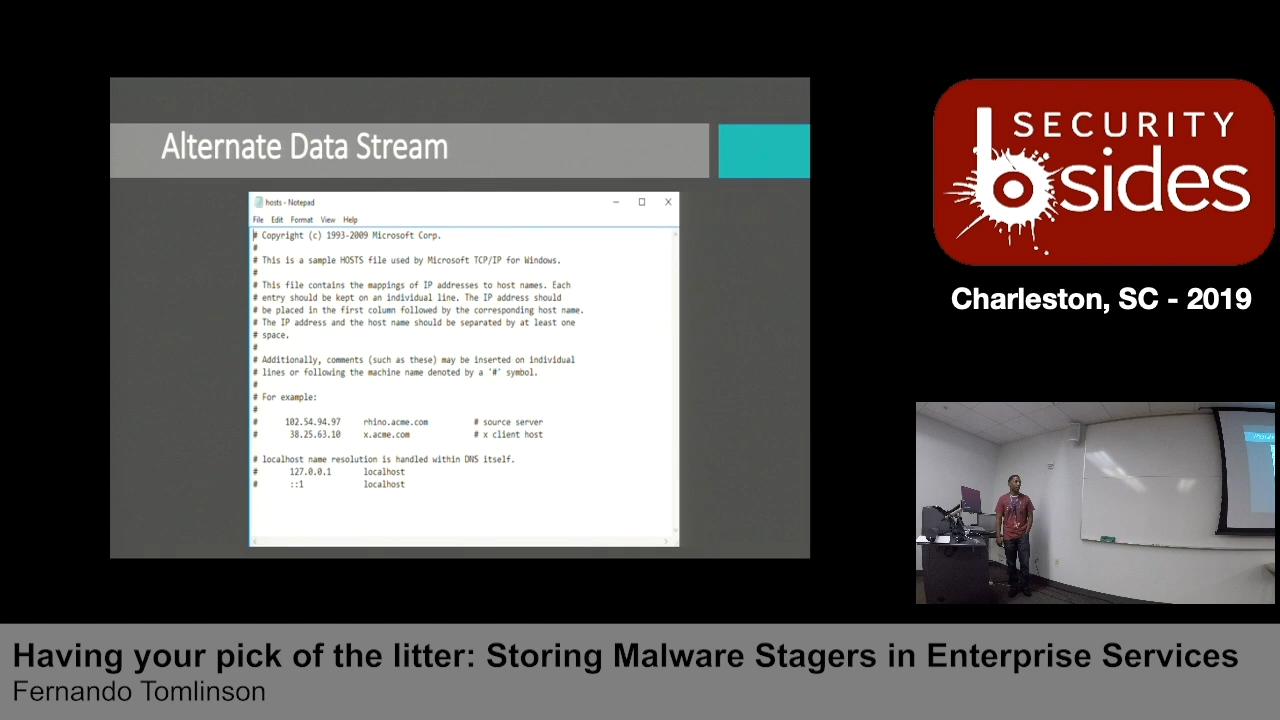 Alternate Data Stream
hosts - Notepad
File Edit Format View Help
# Copyright (c) 1993-2009 Microsoft Corp.
#
# This is a sample HOSTS file used by Microsoft TCP/IP for Windows.
#
# This file contains the mappings of IP addresses to host names. Each
# entry should be kept on an individual line. The IP address should
# be placed in the first column followed by the corresponding host name.
# The IP address and the host name should be separated by at least one
# space.
#
# Additionally, comments (such as these) may be inserted on individual
# lines or following the machine name denoted by a '#' symbol.
#
# For example:
#
# 102.54.94.97 rhino.acme.com # source server
# 38.25.63.10 x.acme.com # x client host
# localhost name resolution is handled within DNS itself.
# 127.0.0.1 localhost
# ::1 localhost
SECURITY
bsides
Charleston, SC - 2019
Having your pick of the litter: Storing Malware Stagers in Enterprise Services
Fernando Tomlinson